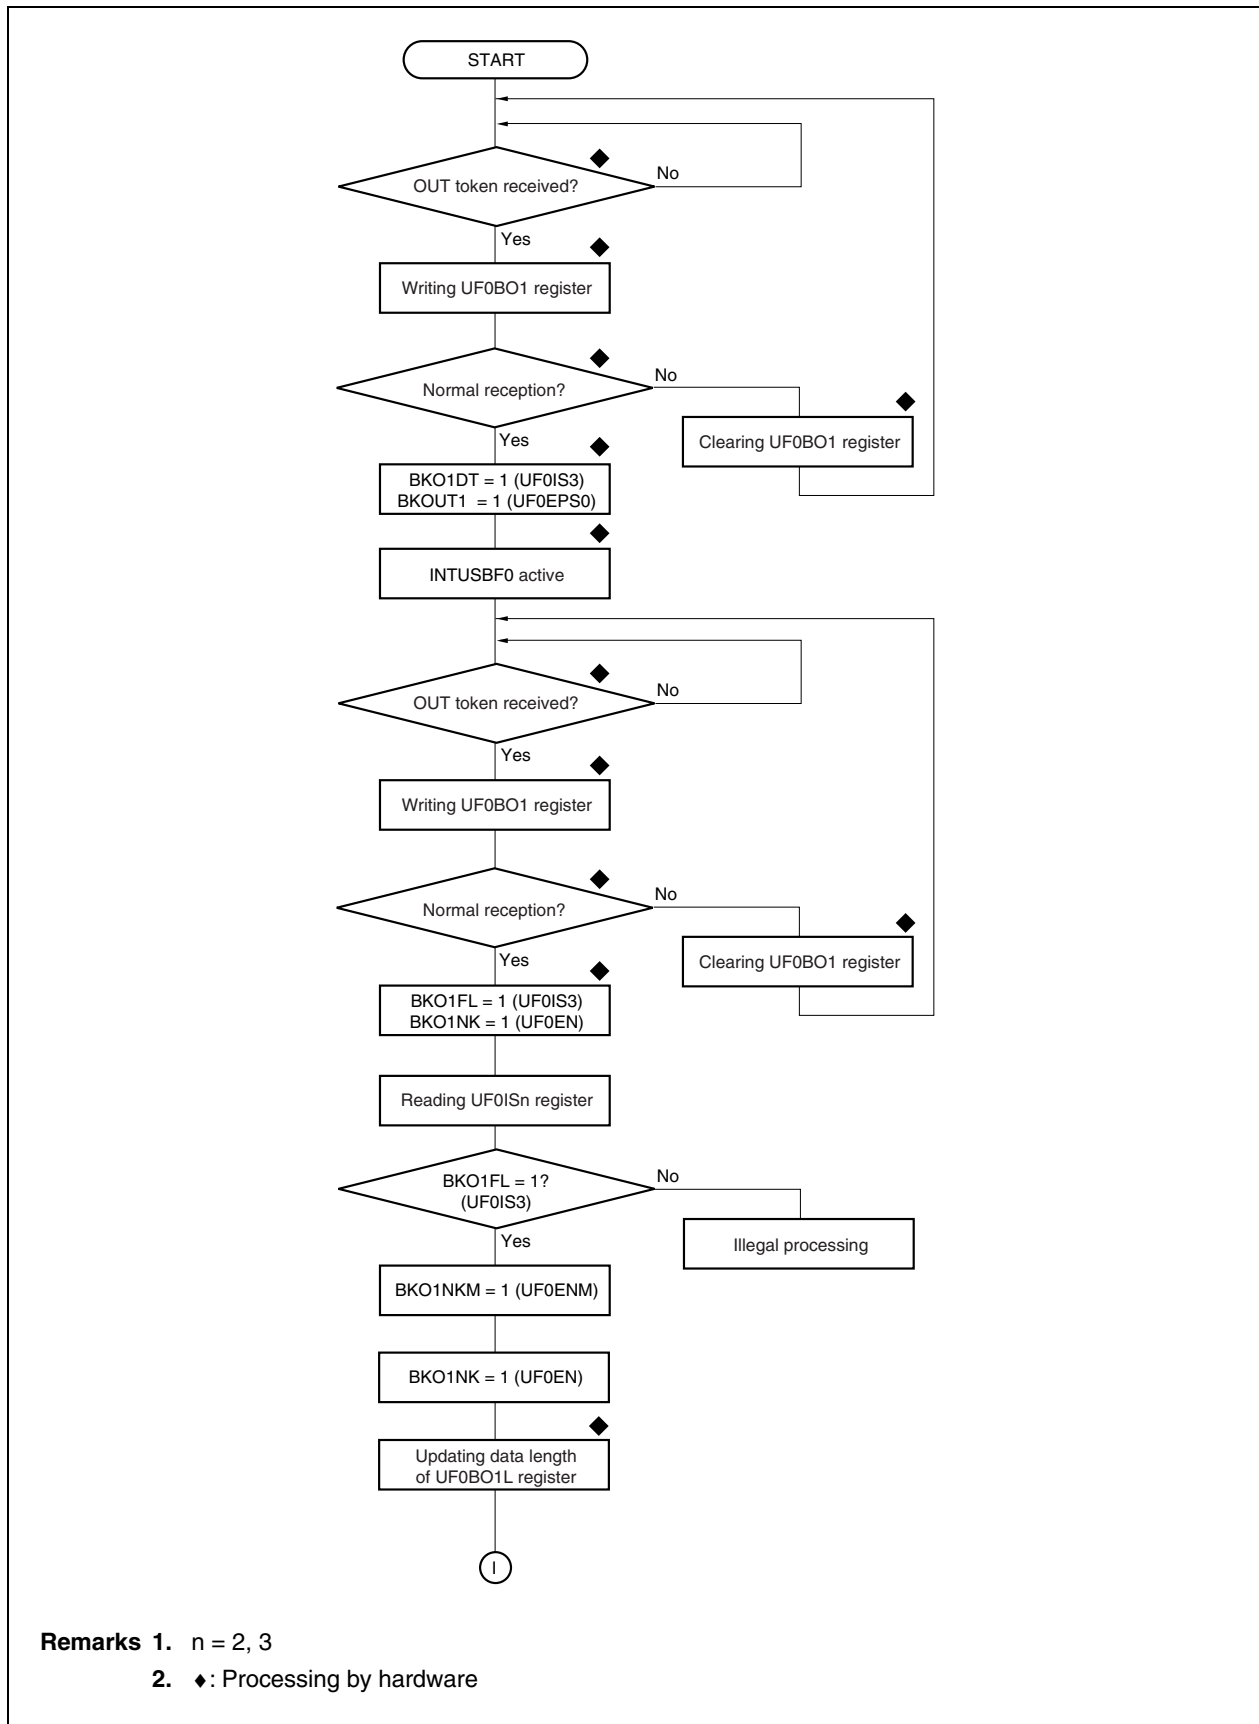 START
OUT token received?
No
Yes
Writing UF0BO1 register
Normal reception?
No
Clearing UF0BO1 register
Yes
BKO1DT = 1 (UF0IS3)
BKOUT1 = 1 (UF0EPS0)
INTUSBF0 active
OUT token received?
No
Yes
Writing UF0BO1 register
Normal reception?
No
Clearing UF0BO1 register
Yes
BKO1FL = 1 (UF0IS3)
BKO1NK = 1 (UF0EN)
Reading UF0ISn register
BKO1FL = 1?
(UF0IS3)
No
Illegal processing
Yes
BKO1NKM = 1 (UF0ENM)
BKO1NK = 1 (UF0EN)
Updating data length
of UF0BO1L register
I
Remarks 1. n = 2, 3
2. ♦: Processing by hardware